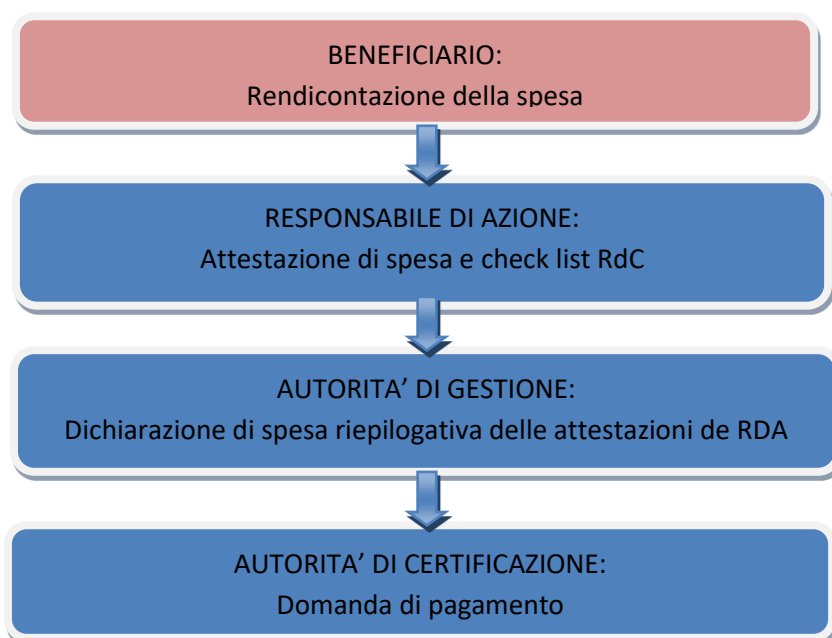 BENEFICIARIO:
Rendicontazione della spesa
RESPONSABILE DI AZIONE:
Attestazione di spesa e check list RdC
AUTORITA’ DI GESTIONE:
Dichiarazione di spesa riepilogativa delle attestazioni de RDA
AUTORITA’ DI CERTIFICAZIONE:
Domanda di pagamento